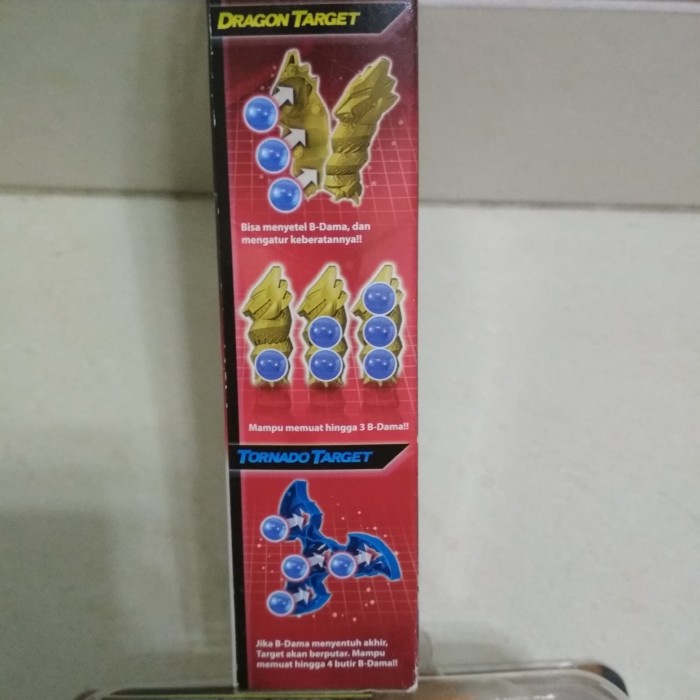 DRAGON TARGET
Bisa menyetel B-Dama, dan
mengatur keberatannya!!
Mampu memuat hingga 3 B-Dama!!
TORNADO TARGET
Jika B-Dama menyentuh akhir,
Target akan berputar. Mampu
memuat hingga 4 butir B-Dama!!